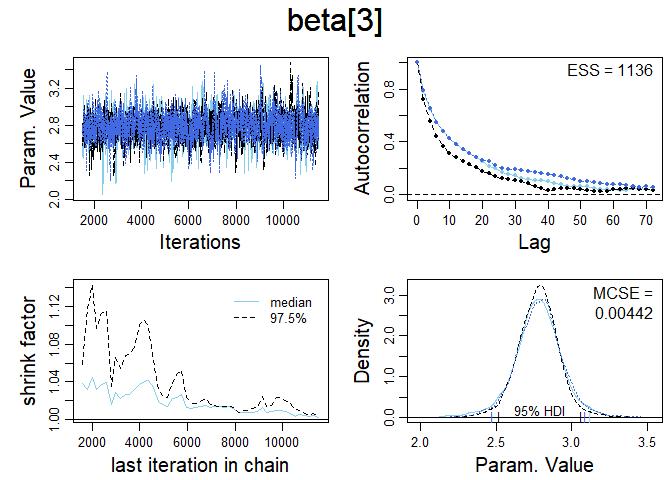 beta[3]
Param. Value
2.0 2.4 2.8 3.2
2000 4000 6000 8000 10000
Iterations
Autocorrelation
0.0 0.4 0.8
ESS = 1136
0 10 20 30 40 50 60 70
Lag
shrink factor
1.00 1.04 1.08 1.12
median
97.5%
2000 4000 6000 8000 10000
last iteration in chain
Density
0.0 1.0 2.0 3.0
MCSE =
0.00442
95% HDI
2.0 2.5 3.0 3.5
Param. Value